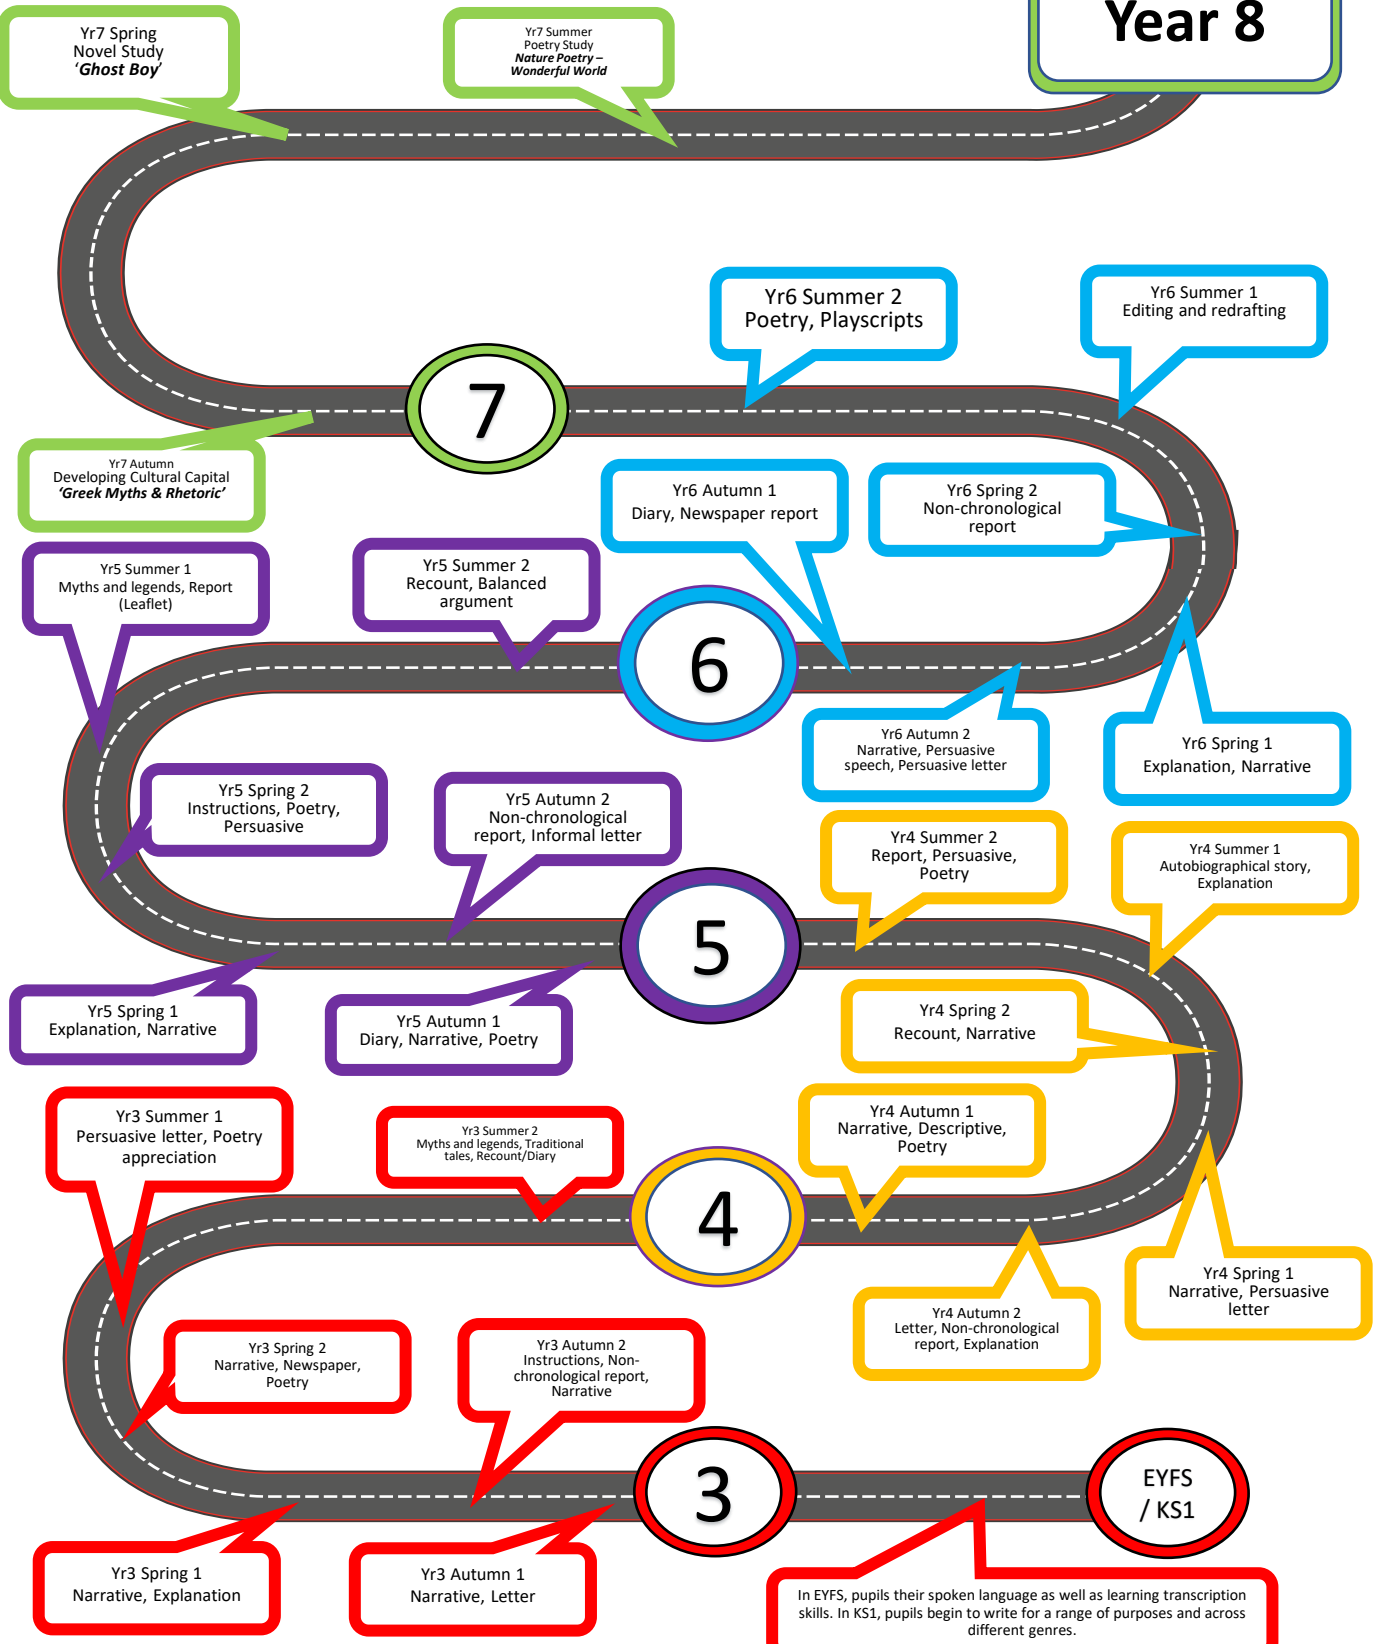 Year 8
Yr7 Spring
Novel Study
‘Ghost Boy’
Yr7 Summer
Poetry Study
Nature Poetry –
Wonderful World
Yr6 Summer 2
Poetry, Playscripts
Yr6 Summer 1
Editing and redrafting
7
Yr7 Autumn
Developing Cultural Capital
‘Greek Myths & Rhetoric’
Yr6 Autumn 1
Diary, Newspaper report
Yr6 Spring 2
Non-chronological
report
Yr5 Summer 1
Myths and legends, Report
(Leaflet)
Yr5 Summer 2
Recount, Balanced
argument
6
Yr6 Autumn 2
Narrative, Persuasive
speech, Persuasive letter
Yr6 Spring 1
Explanation, Narrative
Yr5 Spring 2
Instructions, Poetry,
Persuasive
Yr5 Autumn 2
Non-chronological
report, Informal letter
Yr4 Summer 2
Report, Persuasive,
Poetry
Yr4 Summer 1
Autobiographical story,
Explanation
5
Yr5 Spring 1
Explanation, Narrative
Yr5 Autumn 1
Diary, Narrative, Poetry
Yr4 Spring 2
Recount, Narrative
Yr3 Summer 1
Persuasive letter, Poetry
appreciation
Yr3 Summer 2
Myths and legends, Traditional
tales, Recount/Diary
Yr4 Autumn 1
Narrative, Descriptive,
Poetry
4
Yr4 Autumn 2
Letter, Non-chronological
report, Explanation
Yr4 Spring 1
Narrative, Persuasive
letter
Yr3 Spring 2
Narrative, Newspaper,
Poetry
Yr3 Autumn 2
Instructions, Non-
chronological report,
Narrative
3
EYFS
/ KS1
Yr3 Spring 1
Narrative, Explanation
Yr3 Autumn 1
Narrative, Letter
In EYFS, pupils their spoken language as well as learning transcription
skills. In KS1, pupils begin to write for a range of purposes and across
different genres.